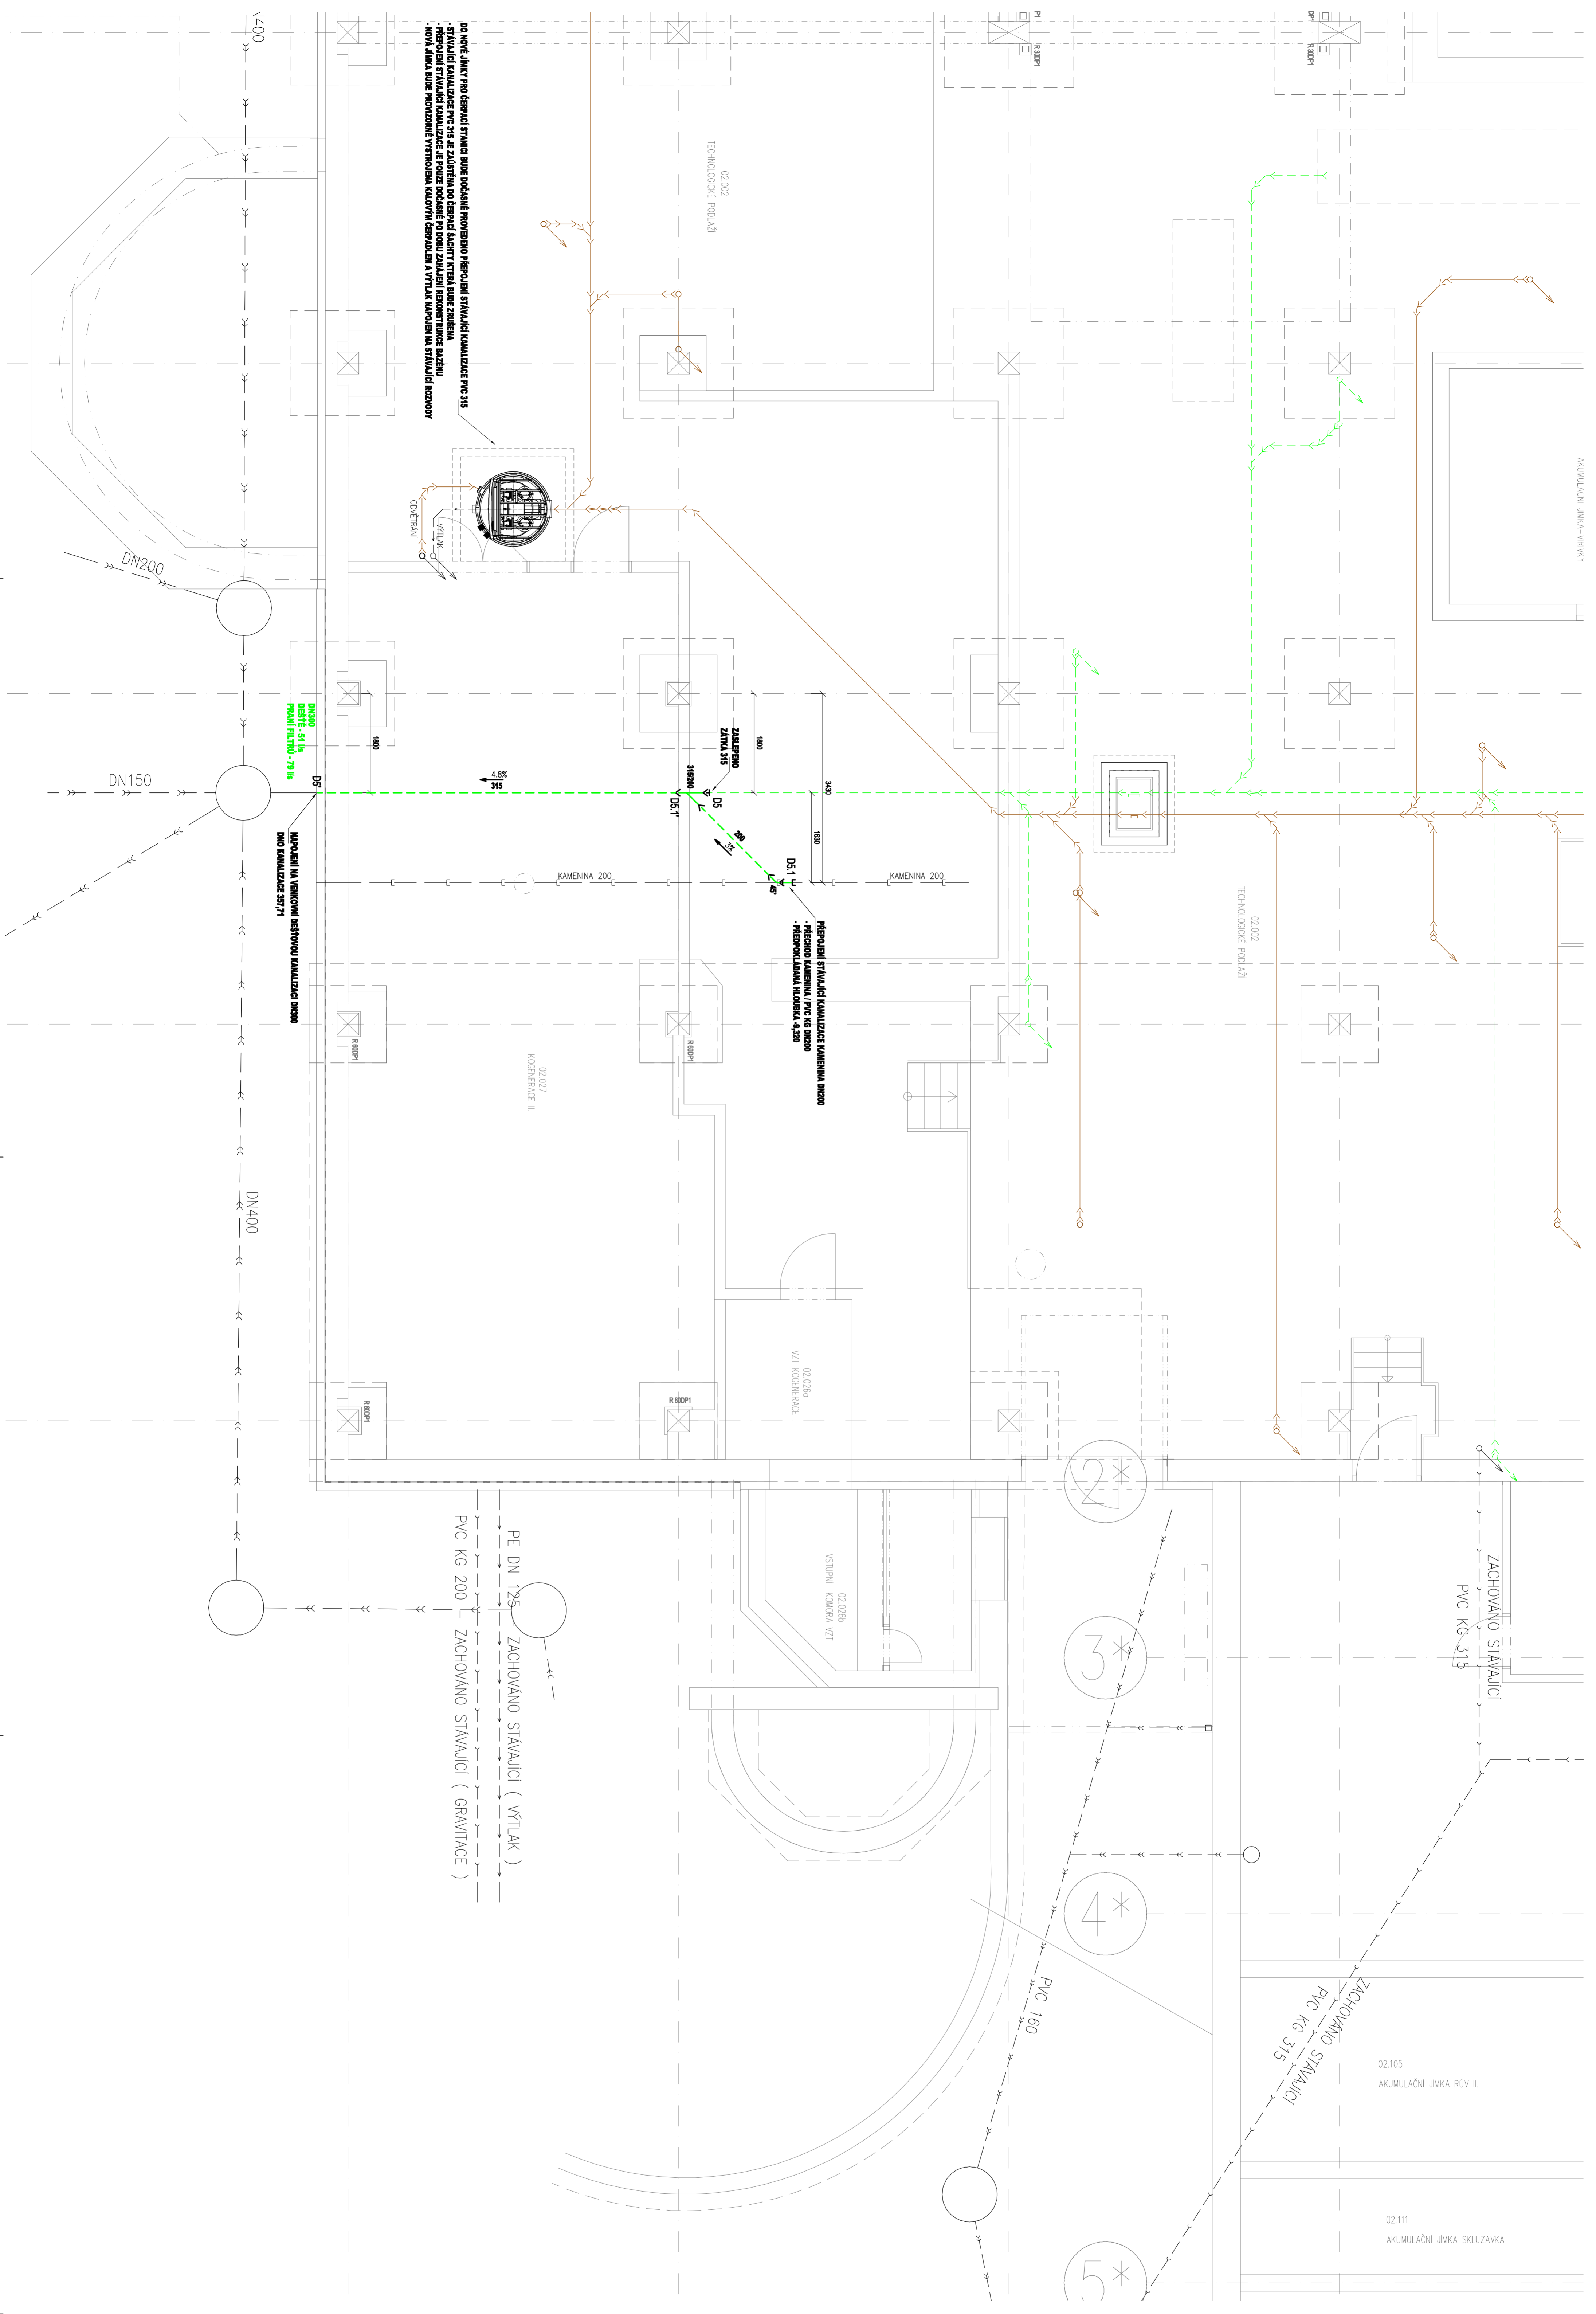 DN400
P1
R 30DP1
DP1
R 30DP1
DO NOVÉ JÍMKY PRO ČERPACÍ STANICI BUDE DOČASNĚ PROVEDENO PŘEPOJENÍ STÁVAJÍCÍ KANALIZACE PVC 315
- STÁVAJÍCÍ KANALIZACE PVC 315 JE ZAÚSTĚNA DO ČERPACÍ ŠACHTY KTERÁ BUDE ZRUŠENA
- PŘEPOJENÍ STÁVAJÍCÍ KANALIZACE JE POUZE DOČASNÉ PO DOBU ZAHÁJENÍ REKONSTRUKCE BAZÉNU
- NOVÁ JÍMKA BUDE PROVIZORNĚ VYSTROJENA KALOVÝM ČERPADLEM A VÝTLAK NAPOJEN NA STÁVAJÍCÍ ROZVODY
02.002
TECHNOLOGICKÉ PODLAŽÍ
AKUMULAČNÍ JÍMKA-VÍŘIVKY
ODVĚTRÁNÍ
VÝTLAK
DN200
DN300
DEŠTĚ - 51 l/s
PRANÍ FILTRŮ - 79 l/s
1800
ZASLEPENO
ZÁTKA 315
1800
3430
1630
DN150
D5'
4.8%
315
315/200
D5
D5.1'
200
3%
D5.1
45°
KAMENINA 200
KAMENINA 200
NAPOJENÍ NA VENKOVNÍ DEŠŤOVOU KANALIZACI DN300
DNO KANALIZACE 357,71
PŘEPOJENÍ STÁVAJÍCÍ KANALIZACE KAMENINA DN200
- PŘECHOD KAMENINA / PVC KG DN200
- PŘEDPOKLÁDANÁ HLOUBKA -9,320
02.002
TECHNOLOGICKÉ PODLAŽÍ
R 60DP1
R 60DP1
02.027
KOGENERACE II.
DN400
02.026a
VZT KOGENERACE
R 60DP1
R 60DP1
2*
PE DN 125 - ZACHOVÁNO STÁVAJÍCÍ ( VÝTLAK )
PVC KG 200 - ZACHOVÁNO STÁVAJÍCÍ ( GRAVITACE )
02.026b
VSTUPNÍ KOMORA VZT
3*
ZACHOVÁNO STÁVAJÍCÍ
PVC KG 315
4*
PVC 160
ZACHOVÁNO STÁVAJÍCÍ
PVC KG 315
02.105
AKUMULAČNÍ JÍMKA RŮV II.
02.111
AKUMULAČNÍ JÍMKA SKLUZAVKA
5*